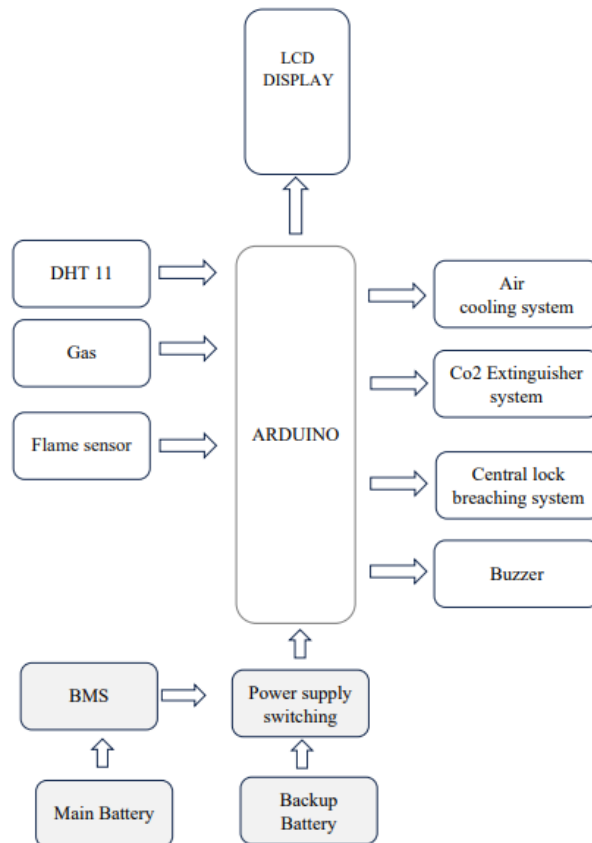 LCD
DISPLAY
DHT 11
Gas
Flame sensor
ARDUINO
Air
cooling system
Co2 Extinguisher
system
Central lock
breaching system
Buzzer
BMS
Power supply
switching
Main Battery
Backup
Battery